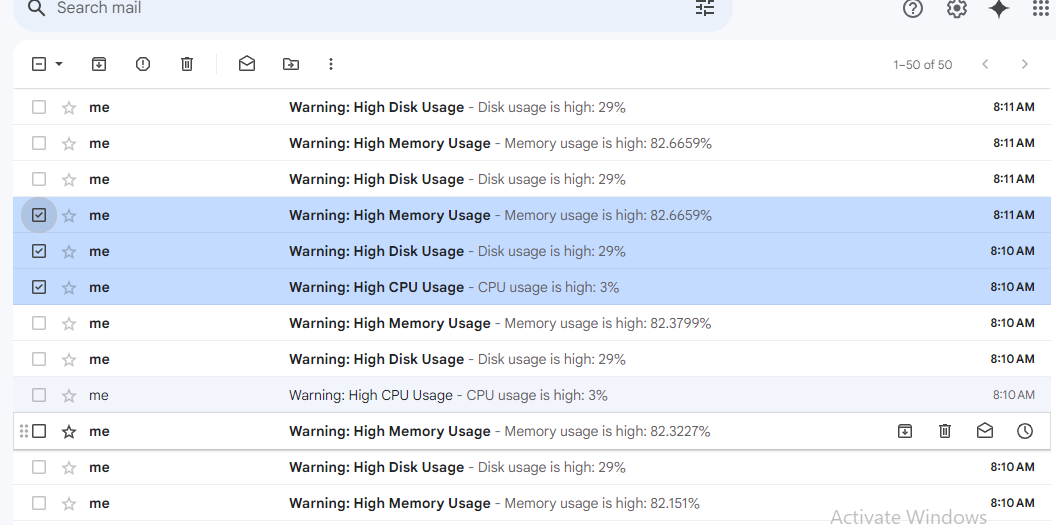 Search mail
1–50 of 50
me Warning: High Disk Usage - Disk usage is high: 29% 8:11 AM
me Warning: High Memory Usage - Memory usage is high: 82.6659% 8:11 AM
me Warning: High Disk Usage - Disk usage is high: 29% 8:11 AM
me Warning: High Memory Usage - Memory usage is high: 82.6659% 8:11 AM
me Warning: High Disk Usage - Disk usage is high: 29% 8:10 AM
me Warning: High CPU Usage - CPU usage is high: 3% 8:10 AM
me Warning: High Memory Usage - Memory usage is high: 82.3799% 8:10 AM
me Warning: High Disk Usage - Disk usage is high: 29% 8:10 AM
me Warning: High CPU Usage - CPU usage is high: 3% 8:10 AM
me Warning: High Memory Usage - Memory usage is high: 82.3227%
me Warning: High Disk Usage - Disk usage is high: 29% 8:10 AM
me Warning: High Memory Usage - Memory usage is high: 82.151% 8:10 AM
Activate Windows